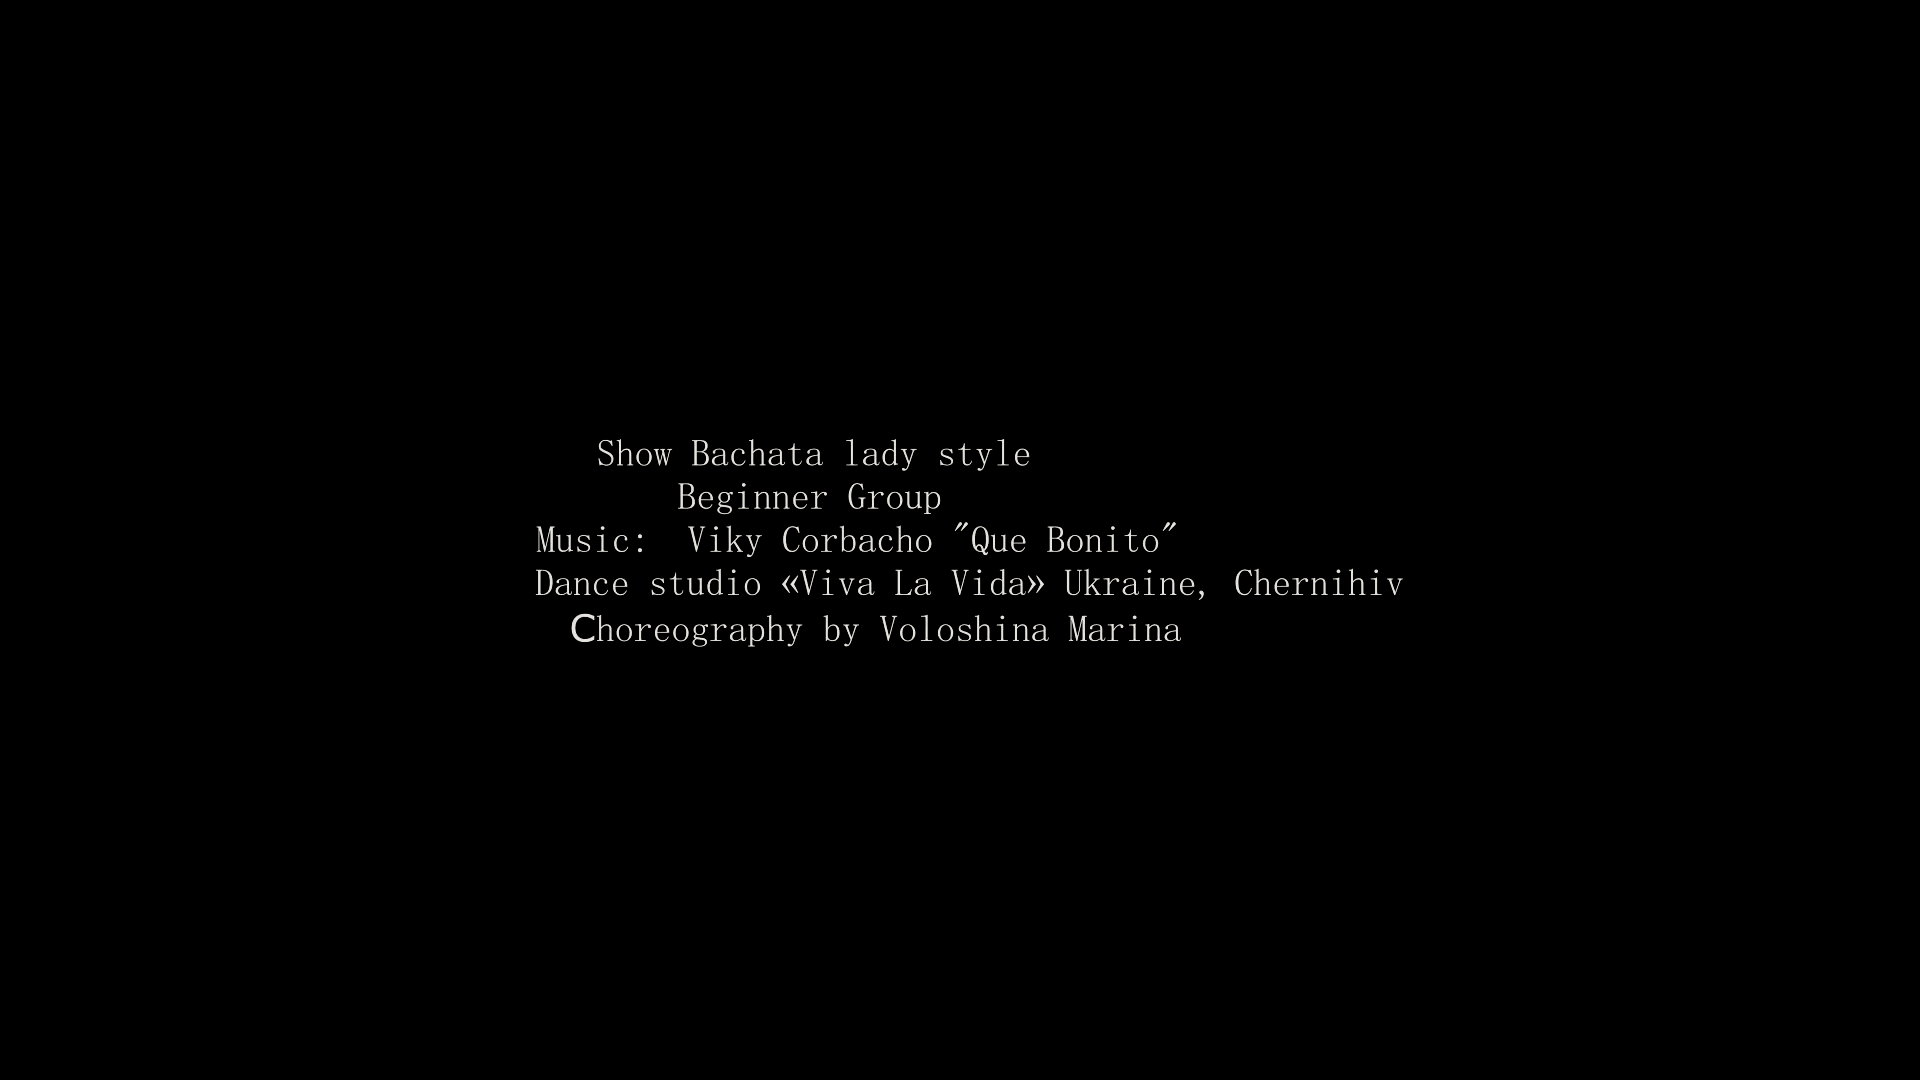 Show Bachata lady style
Beginner Group
Music:  Viky Corbacho "Que Bonito"
Dance studio «Viva La Vida» Ukraine, Chernihiv
Choreography by Voloshina Marina